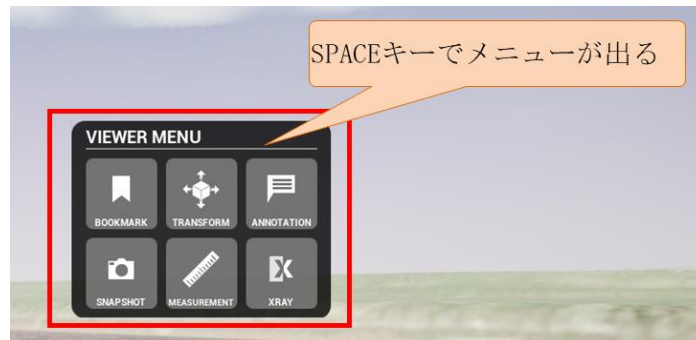 SPACEキーでメニューが出る
VIEWER MENU
BOOKMARK
TRANSFORM
ANNOTATION
SNAPSHOT
MEASUREMENT
XRAY